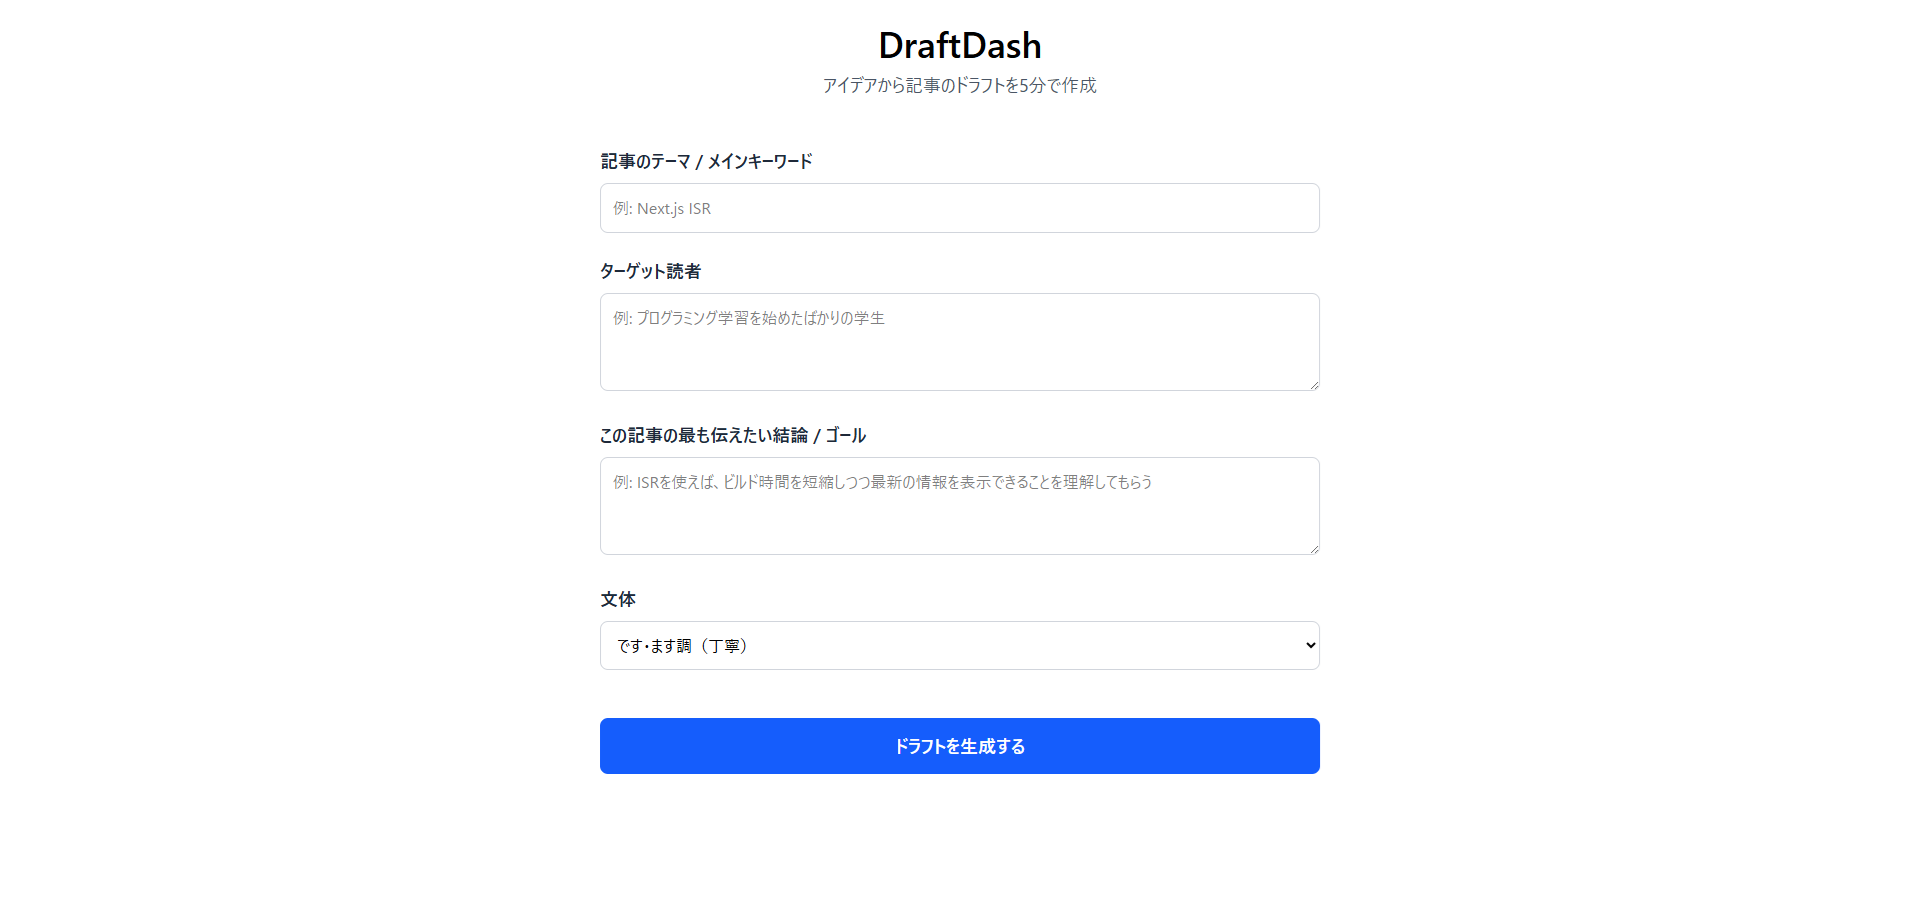 DraftDash
アイデアから記事のドラフトを5分で作成
記事のテーマ / メインキーワード
例: Next.js ISR
ターゲット読者
例: プログラミング学習を始めたばかりの学生
この記事の最も伝えたい結論 / ゴール
例: ISRを使えば、ビルド時間を短縮しつつ最新の情報を表示できることを理解してもらう
文体
です・ます調（丁寧）
ドラフトを生成する